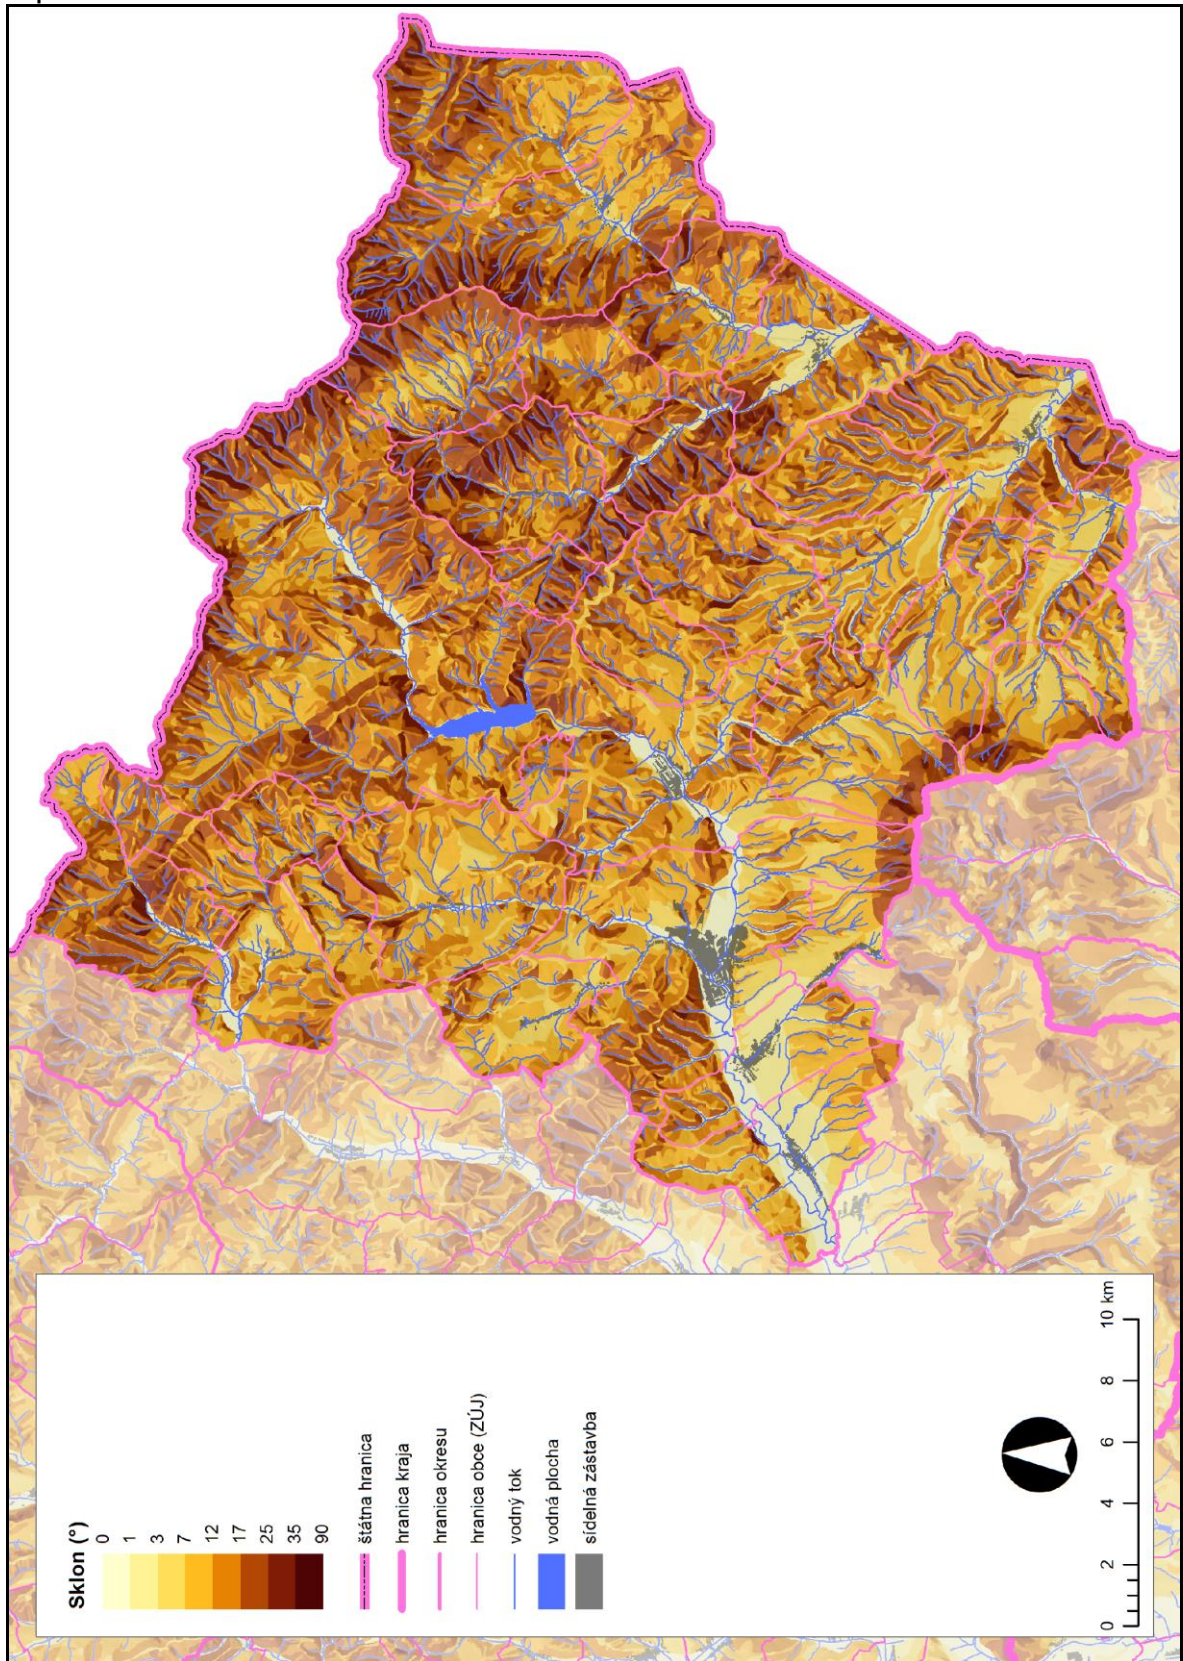 Sklon (°)
0
1
3
7
12
17
25
35
90
štátna hranica
hranica kraja
hranica okresu
hranica obce (ZÚJ)
vodný tok
vodná plocha
sídelná zástavba
0 2 4 6 8 10 km